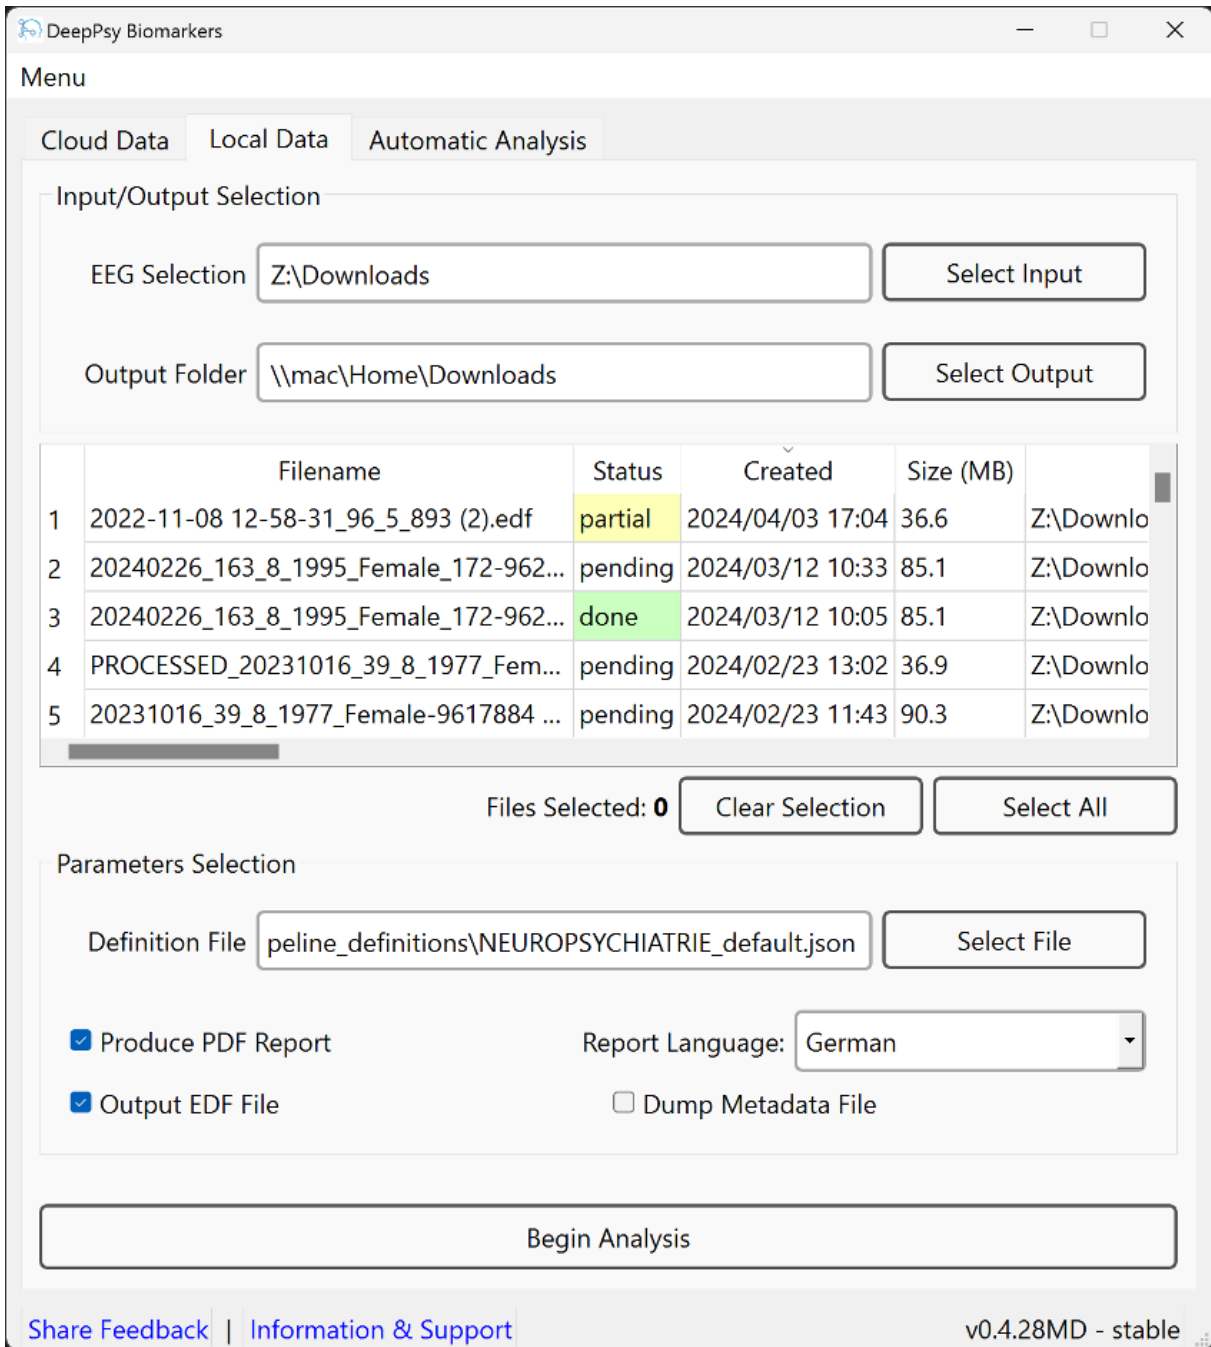 DeepPsy Biomarkers
Menu
Cloud Data Local Data Automatic Analysis
Input/Output Selection
EEG Selection Z:\Downloads Select Input
Output Folder \\mac\Home\Downloads Select Output
Filename Status Created Size (MB)
1 2022-11-08 12-58-31_96_5_893 (2).edf partial 2024/04/03 17:04 36.6 Z:\Downlo
2 20240226_163_8_1995_Female_172-962... pending 2024/03/12 10:33 85.1 Z:\Downlo
3 20240226_163_8_1995_Female_172-962... done 2024/03/12 10:05 85.1 Z:\Downlo
4 PROCESSED_20231016_39_8_1977_Fem... pending 2024/02/23 13:02 36.9 Z:\Downlo
5 20231016_39_8_1977_Female-9617884 ... pending 2024/02/23 11:43 90.3 Z:\Downlo
Files Selected: 0 Clear Selection Select All
Parameters Selection
Definition File peline_definitions\NEUROPSYCHIATRIE_default.json Select File
Produce PDF Report Report Language: German
Output EDF File Dump Metadata File
Begin Analysis
Share Feedback | Information & Support v0.4.28MD - stable